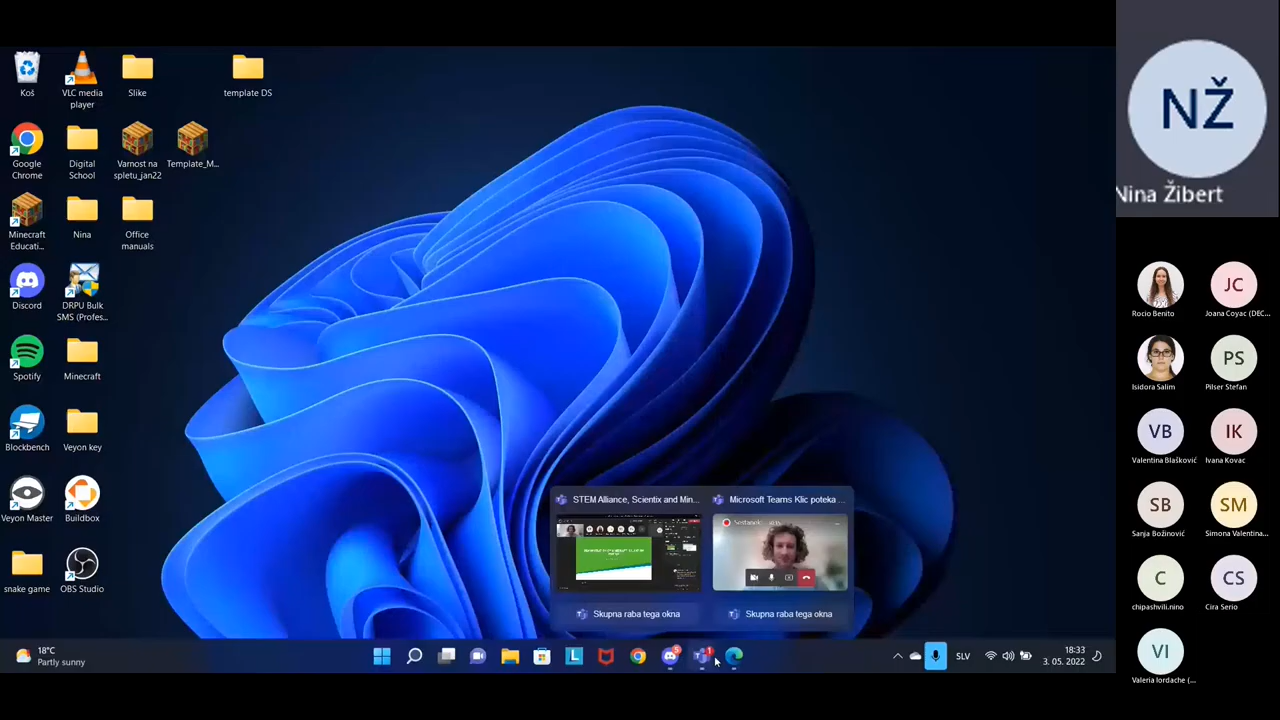 Koš
VLC media
player
Slike
template DS
Google
Chrome
Digital
School
Varnost na
spletu_jan22
Template_M...
Minecraft
Educati...
Nina
Office
manuals
Discord
DRPU Bulk
SMS (Profes...
Spotify
Minecraft
Blockbench
Veyon key
Veyon Master
Buildbox
snake game
OBS Studio
STEM Alliance, Scientix and Min...
Microsoft Teams Klic poteka ...
Skupna raba tega okna
Skupna raba tega okna
18°C
Partly sunny
L
5
1
SLV
18:33
3. 05. 2022
NŽ
Nina Žibert
Rocio Benito
JC
Joana Coyac (DEC...
Isidora Salim
PS
Pilser Stefan
VB
Valentina Blašković
IK
Ivana Kovac
SB
Sanja Božinović
SM
Simona Valentina...
C
chipashvili.nino
CS
Cira Serio
VI
Valeria Iordache (...